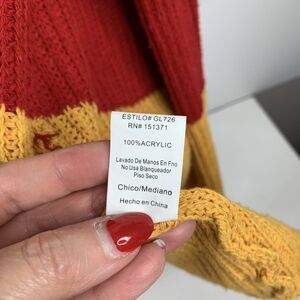 ESTILO# GL726
RN# 151371
100%ACRYLIC
Lavado De Manos En Fno
No Usa Blanqueador
Piso Seco
Chico/Mediano
Hecho en China